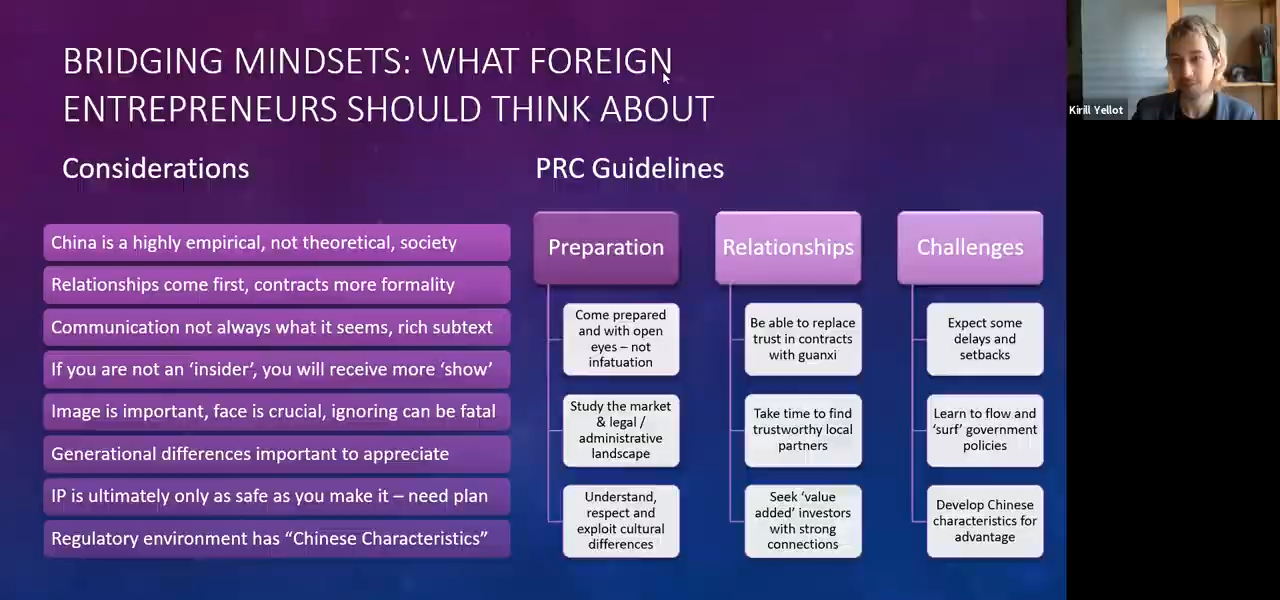 BRIDGING MINDSETS: WHAT FOREIGN
ENTREPRENEURS SHOULD THINK ABOUT
Kirill Yellot
Considerations
China is a highly empirical, not theoretical, society
Relationships come first, contracts more formality
Communication not always what it seems, rich subtext
If you are not an ‘insider’, you will receive more ‘show’
Image is important, face is crucial, ignoring can be fatal
Generational differences important to appreciate
IP is ultimately only as safe as you make it – need plan
Regulatory environment has “Chinese Characteristics”
PRC Guidelines
Preparation
Come prepared
and with open
eyes – not
infatuation
Study the market
& legal /
administrative
landscape
Understand,
respect and
exploit cultural
differences
Relationships
Be able to replace
trust in contracts
with guanxi
Take time to find
trustworthy local
partners
Seek ‘value
added’ investors
with strong
connections
Challenges
Expect some
delays and
setbacks
Learn to flow and
‘surf’ government
policies
Develop Chinese
characteristics for
advantage